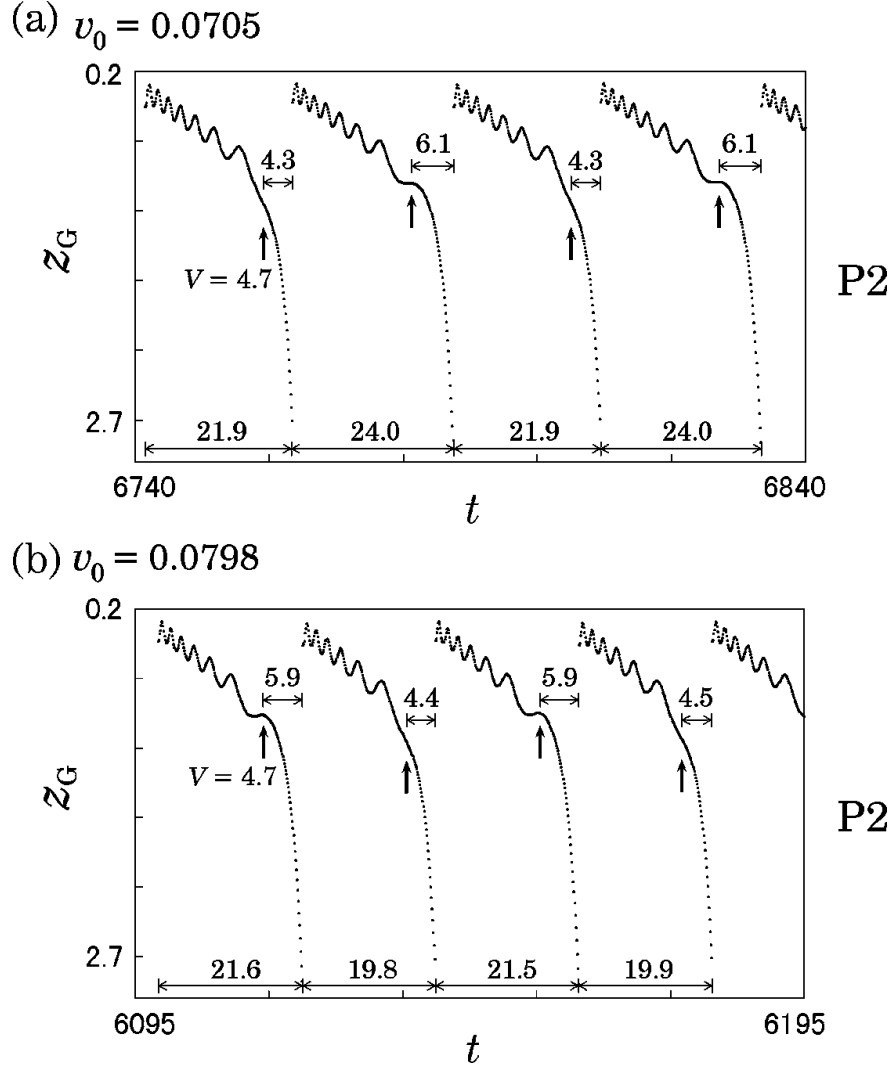 (a) v₀ = 0.0705
0.2
4.3
6.1
4.3
6.1
z_G
V = 4.7
P2
2.7
21.9
24.0
21.9
24.0
6740
t
6840
(b) v₀ = 0.0798
0.2
5.9
4.4
5.9
4.5
z_G
V = 4.7
P2
2.7
21.6
19.8
21.5
19.9
6095
t
6195